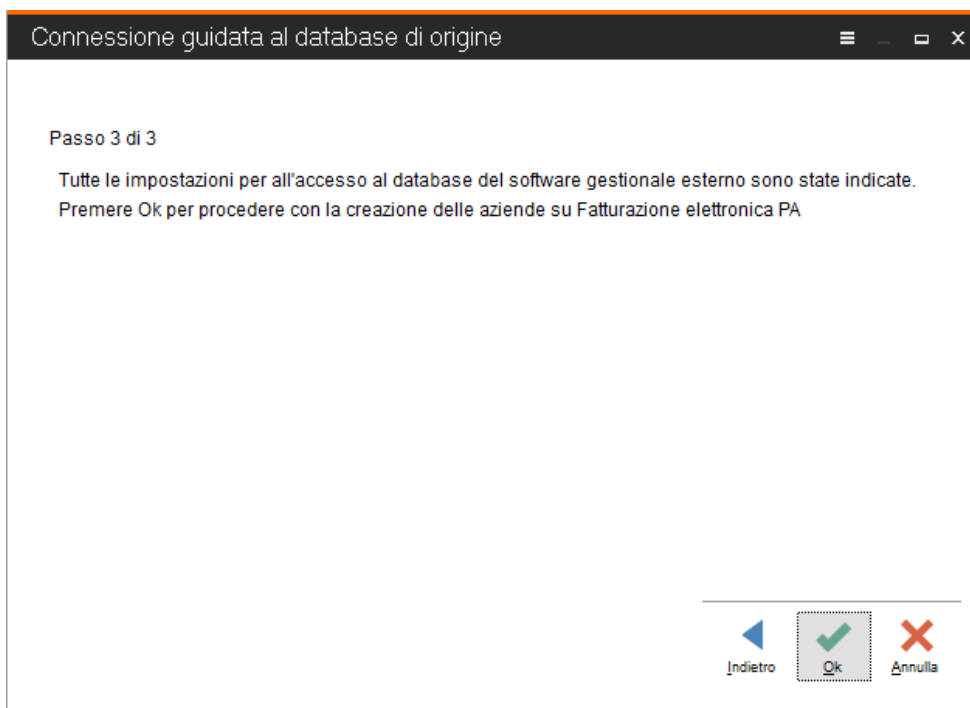 Connessione guidata al database di origine
Passo 3 di 3
Tutte le impostazioni per all'accesso al database del software gestionale esterno sono state indicate.
Premere Ok per procedere con la creazione delle aziende su Fatturazione elettronica PA
Indietro
Ok
Annulla